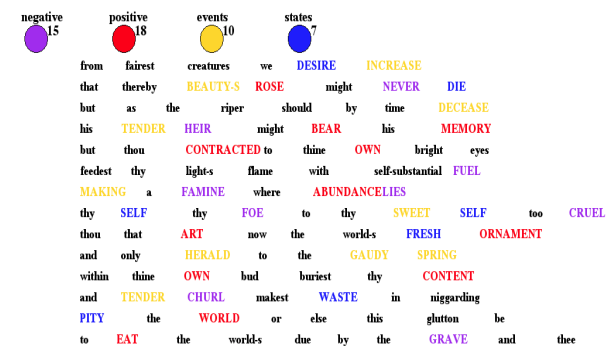 negative positive events states
15 18 10 7
from fairest creatures we DESIRE INCREASE
that thereby BEAUTY-S ROSE might NEVER DIE
but as the riper should by time DECEASE
his TENDER HEIR might BEAR his MEMORY
but thou CONTRACTED to thine OWN bright eyes
feedest thy light-s flame with self-substantial FUEL
MAKING a FAMINE where ABUNDANCE LIES
thy SELF thy FOE to thy SWEET SELF too CRUEL
thou that ART now the world-s FRESH ORNAMENT
and only HERALD to the GAUDY SPRING
within thine OWN bud buriest thy CONTENT
and TENDER CHURL makest WASTE in niggarding
PITY the WORLD or else this glutton be
to EAT the world-s due by the GRAVE and thee